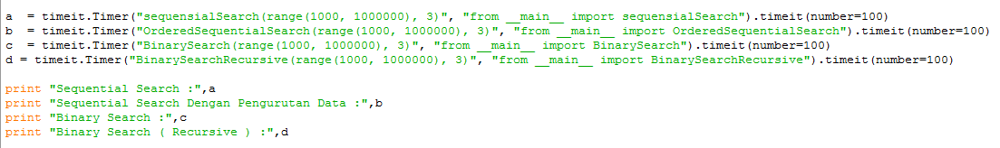 a  = timeit.Timer("sequensialSearch(range(1000, 1000000), 3)", "from __main__ import sequensialSearch").timeit(number=100)
b  = timeit.Timer("OrderedSequentialSearch(range(1000, 1000000), 3)", "from __main__ import OrderedSequentialSearch").timeit(number=100)
c  = timeit.Timer("BinarySearch(range(1000, 1000000), 3)", "from __main__ import BinarySearch").timeit(number=100)
d = timeit.Timer("BinarySearchRecursive(range(1000, 1000000), 3)", "from __main__ import BinarySearchRecursive").timeit(number=100)
print "Sequential Search :",a
print "Sequential Search Dengan Pengurutan Data :",b
print "Binary Search :",c
print "Binary Search ( Recursive ) :",d